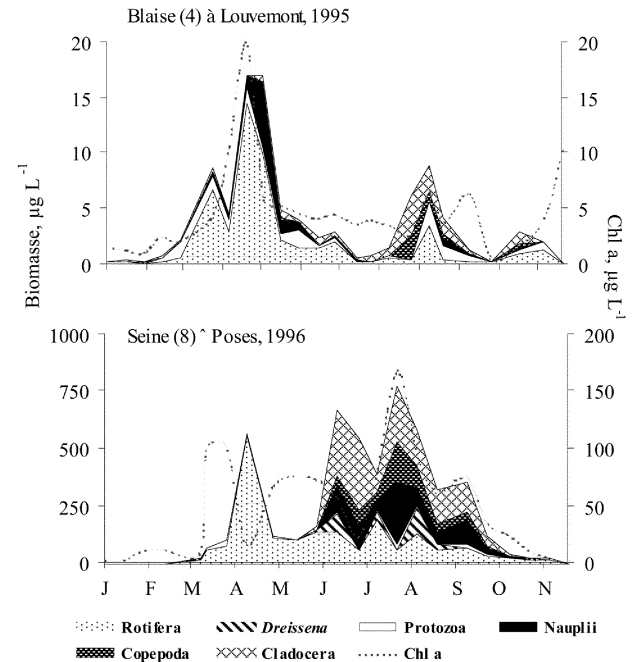 Blaise (4) à Louvemont, 1995
20 20
15 15
10 10
5 5
0 0
Biomasse, µg L -1
Chl a, µg L-1
Seine (8) ˆ Poses, 1996
1000 200
750 150
500 100
250 50
0 0
J F M A M J J A S O N
Rotifera Dreissena Protozoa Nauplii
Copepoda Cladocera Chl a